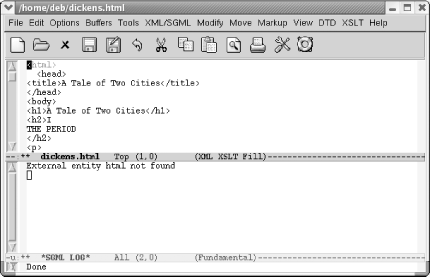 /home/deb/dickens.html
File Edit Options Buffers Tools XML/SGML Modify Move Markup View DTD XSLT Help
<html>
<head>
<title>A Tale of Two Cities</title>
</head>
<body>
<h1>A Tale of Two Cities</h1>
<h2>I
THE PERIOD
</h2>
<p>
-- ** dickens.html Top (1,0) (XML XSLT Fill)
External entity html not found
-u ** *SGML LOG* All (2,0) (Fundamental)
Done